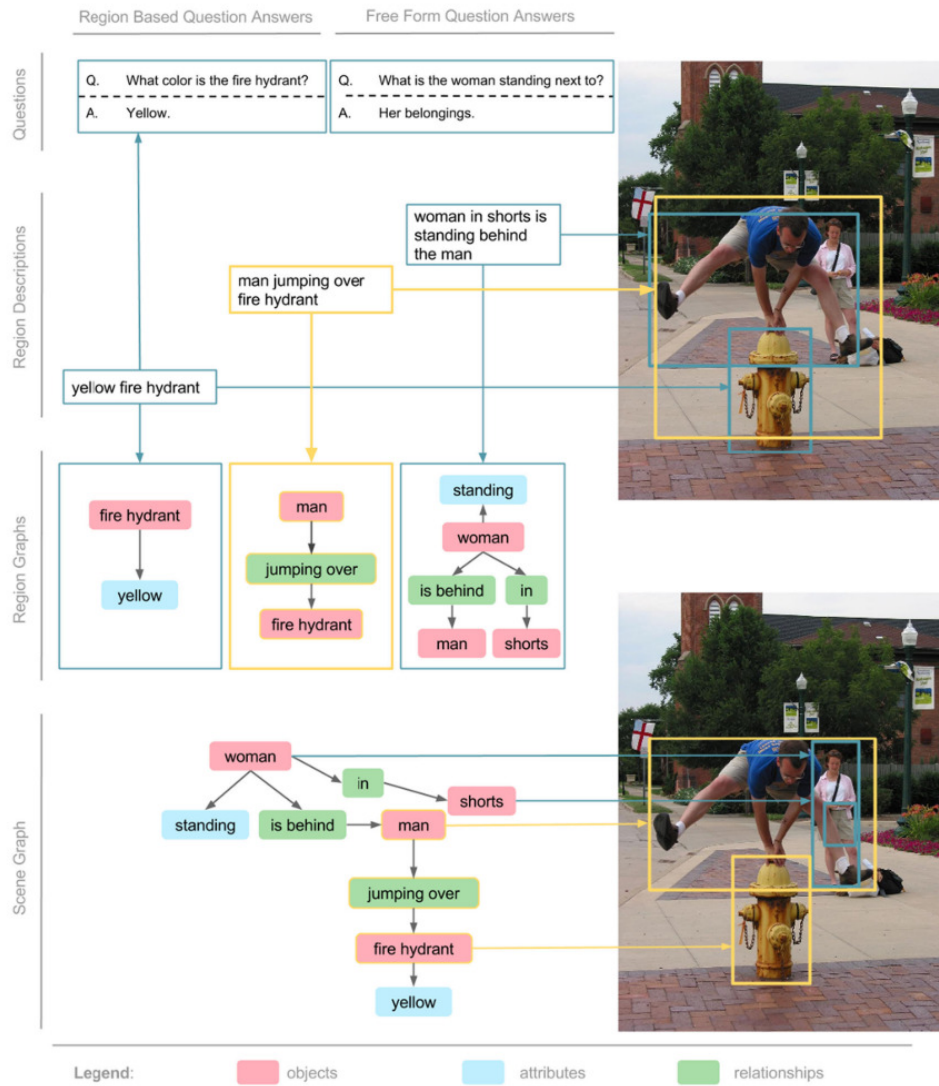 Region Based Question Answers
Free Form Question Answers
Questions
Q. What color is the fire hydrant?
A. Yellow.
Q. What is the woman standing next to?
A. Her belongings.
Region Descriptions
woman in shorts is
standing behind
the man
man jumping over
fire hydrant
yellow fire hydrant
Region Graphs
fire hydrant
yellow
man
jumping over
fire hydrant
standing
woman
is behind
in
man
shorts
Scene Graph
woman
in
shorts
standing
is behind
man
jumping over
fire hydrant
yellow
Legend:
objects
attributes
relationships